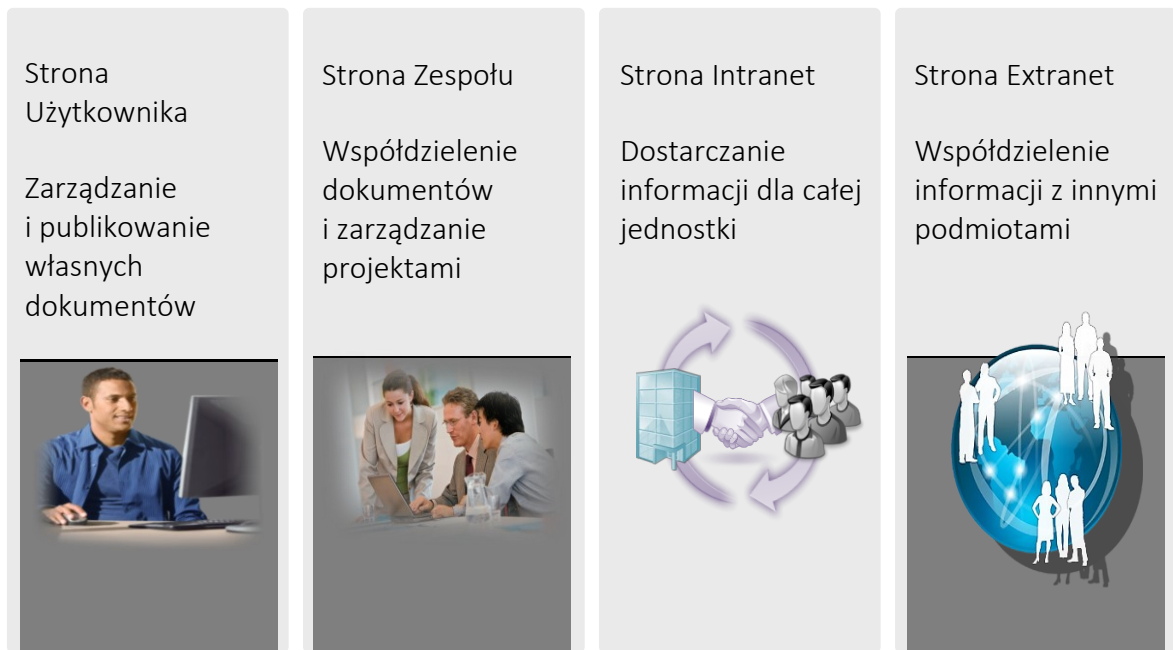 Strona
Użytkownika
Zarządzanie
i publikowanie
własnych
dokumentów
Strona Zespołu
Współdzielenie
dokumentów
i zarządzanie
projektami
Strona Intranet
Dostarczanie
informacji dla całej
jednostki
Strona Extranet
Współdzielenie
informacji z innymi
podmiotami